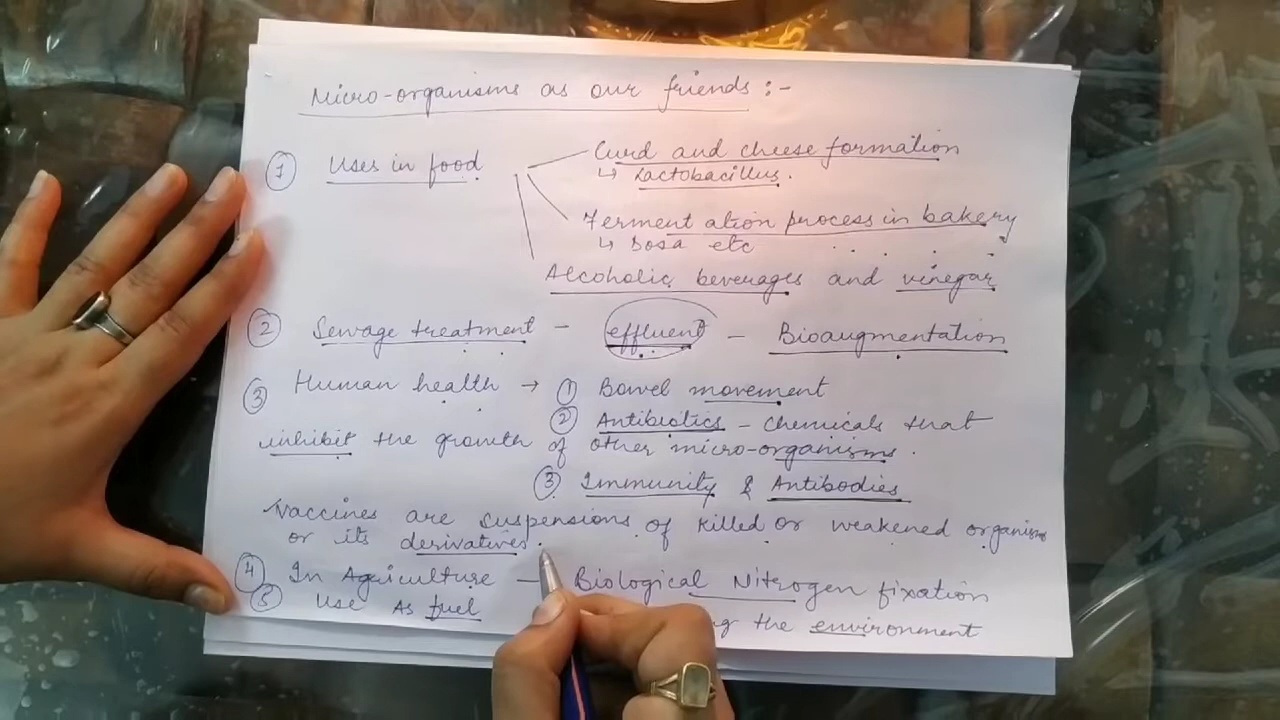 Micro-organisms as our friends :-
① Uses in food
Curd and cheese formation
↳ Lactobacillus.
Fermentation process in bakery
↳ Dosa etc
Alcoholic beverages and vinegar
② Sewage treatment - effluent - Bioaugmentation
③ Human health → ① Bowel movement
② Antibiotics - chemicals that
inhibit the growth of other micro-organisms.
③ Immunity & Antibodies
Vaccines are suspensions of killed or weakened organism
or its derivatives.
④ In Agriculture - Biological Nitrogen fixation
⑤ Use As fuel
the environment